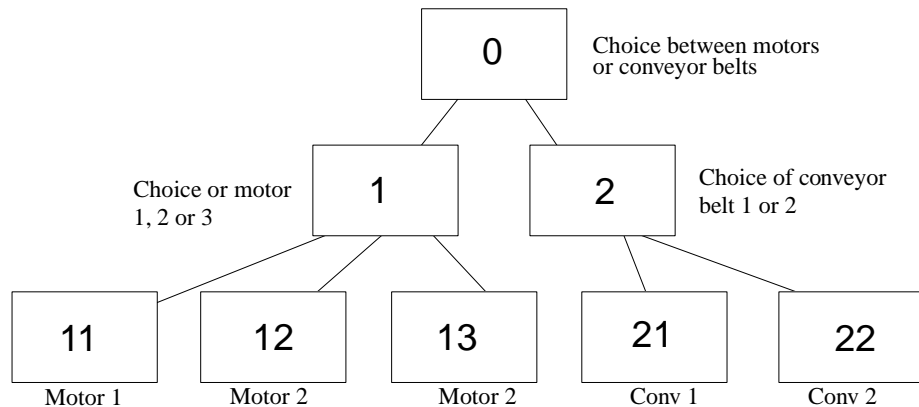 0
Choice between motors
or conveyor belts
Choice or motor
1, 2 or 3
1
2
Choice of conveyor
belt 1 or 2
11
12
13
21
22
Motor 1
Motor 2
Motor 2
Conv 1
Conv 2